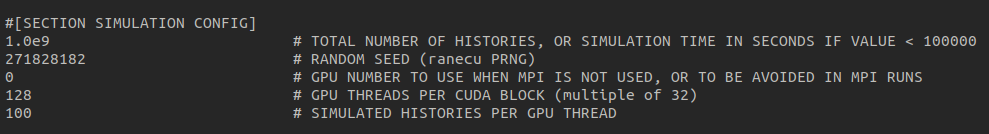 #[SECTION SIMULATION CONFIG]
1.0e9 # TOTAL NUMBER OF HISTORIES, OR SIMULATION TIME IN SECONDS IF VALUE < 100000
271828182 # RANDOM SEED (ranecu PRNG)
0 # GPU NUMBER TO USE WHEN MPI IS NOT USED, OR TO BE AVOIDED IN MPI RUNS
128 # GPU THREADS PER CUDA BLOCK (multiple of 32)
100 # SIMULATED HISTORIES PER GPU THREAD